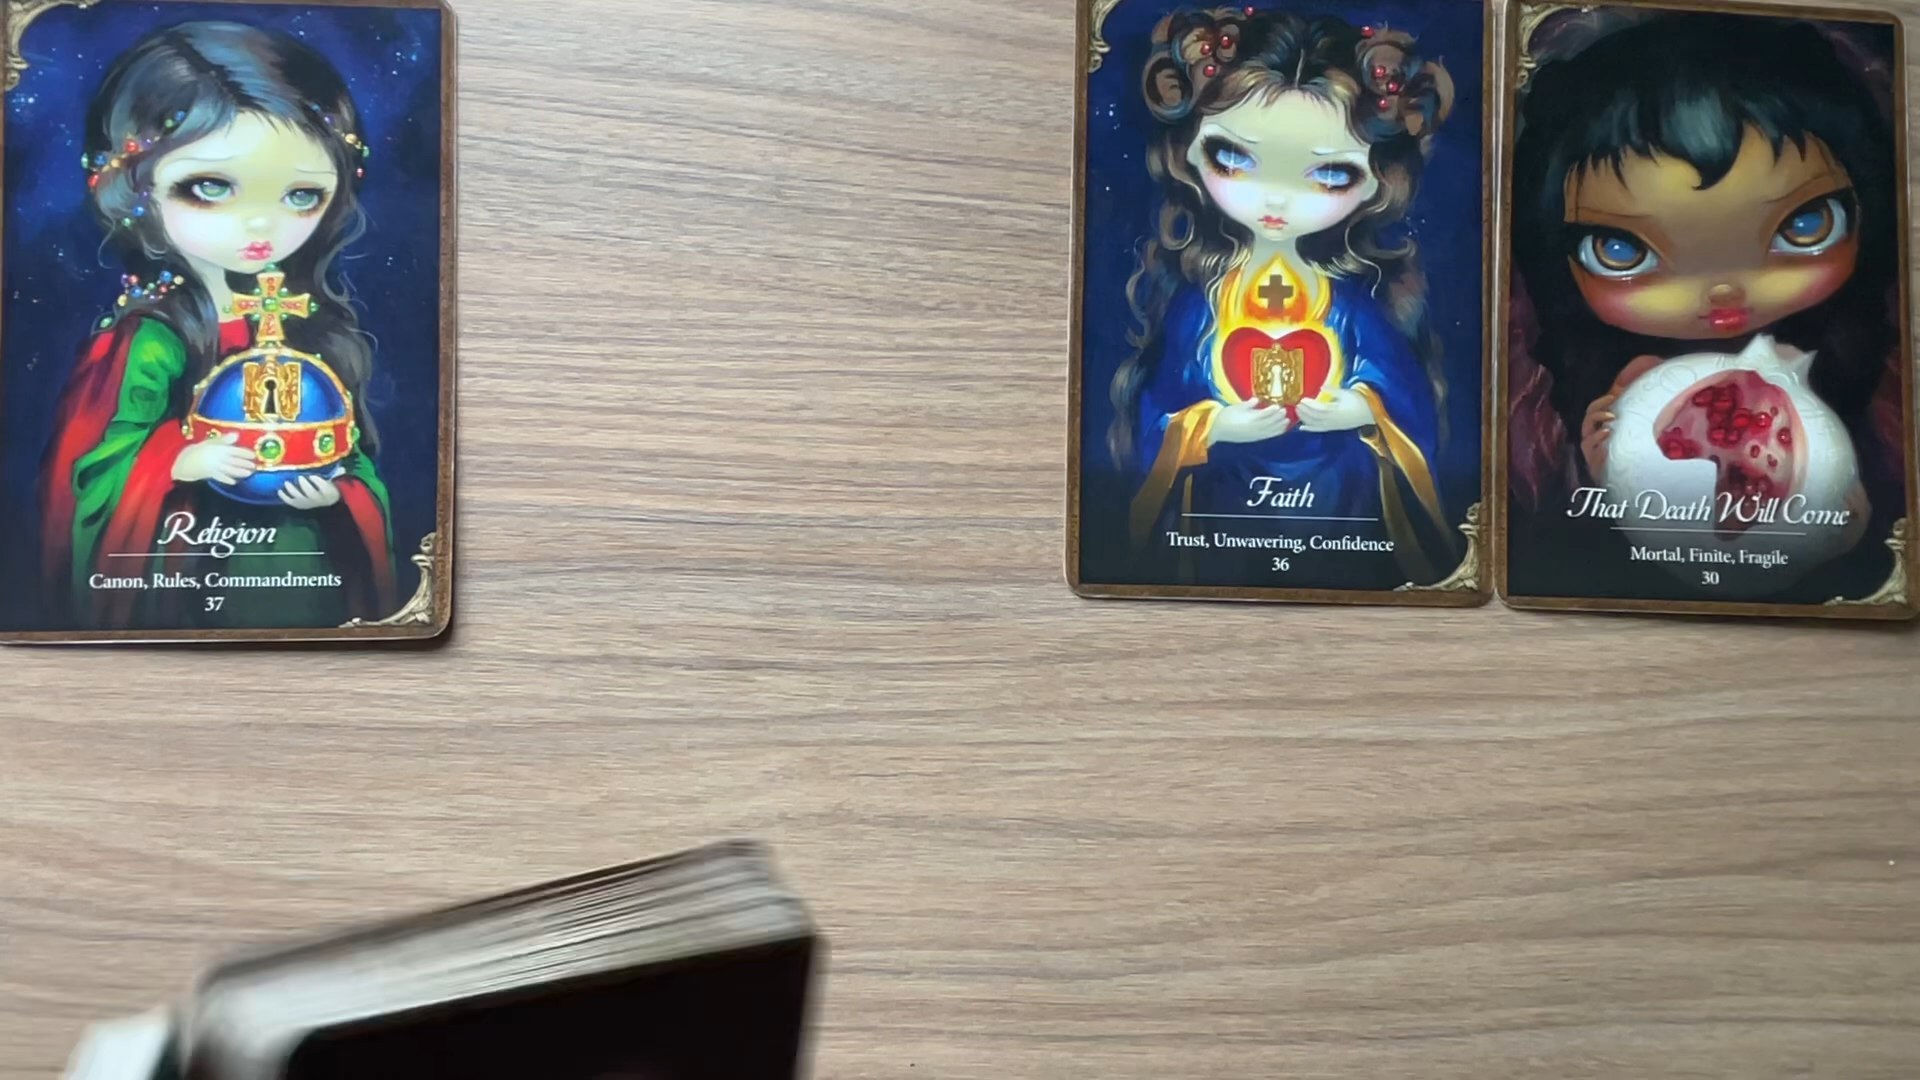 Religion
Canon, Rules, Commandments
37
Faith
Trust, Unwavering, Confidence
36
That Death Will Come
Mortal, Finite, Fragile
30